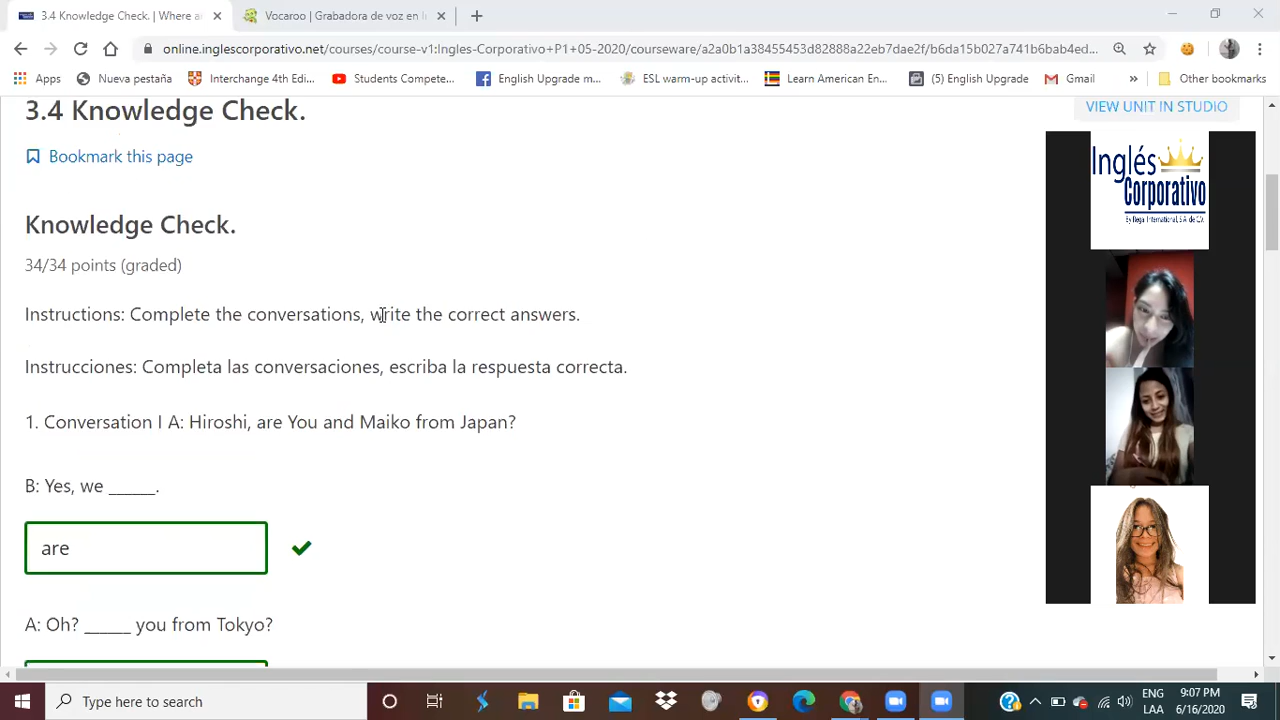 3.4 Knowledge Check. | Where a
Vocaroo | Grabadora de voz en l
online.inglescorporativo.net/courses/course-v1:Ingles-Corporativo+P1+05-2020/courseware/a2a0b1a38455453d82888a22eb7dae2f/b6da15b027a741b6bab4ed...
Apps
Nueva pestaña
Interchange 4th Edi...
Students Compete...
English Upgrade m...
ESL warm-up activit...
Learn American En...
(5) English Upgrade
Gmail
»
Other bookmarks
3.4 Knowledge Check.
VIEW UNIT IN STUDIO
Bookmark this page
Inglés
Corporativo
By Regal International, S.A. de C.V.
Knowledge Check.
34/34 points (graded)
Instructions: Complete the conversations, write the correct answers.
Instrucciones: Completa las conversaciones, escriba la respuesta correcta.
1. Conversation I A: Hiroshi, are You and Maiko from Japan?
B: Yes, we ______.
are
A: Oh? ______ you from Tokyo?
Type here to search
ENG
LAA
9:07 PM
6/16/2020